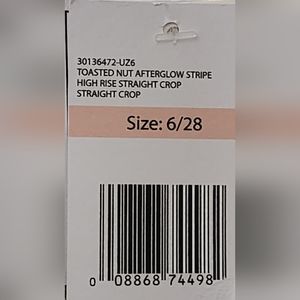 30136472-UZ6
TOASTED NUT AFTERGLOW STRIPE
HIGH RISE STRAIGHT CROP
STRAIGHT CROP
Size: 6/28
0 08868 74498